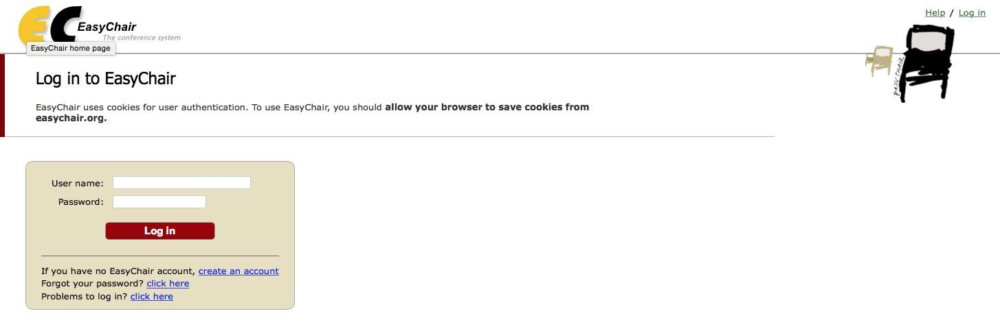 EC EasyChair
The conference system
EasyChair home page
Help / Log in
EASY CHAIR
Log in to EasyChair
EasyChair uses cookies for user authentication. To use EasyChair, you should allow your browser to save cookies from
easychair.org.
User name:
Password:
Log in
If you have no EasyChair account, create an account
Forgot your password? click here
Problems to log in? click here